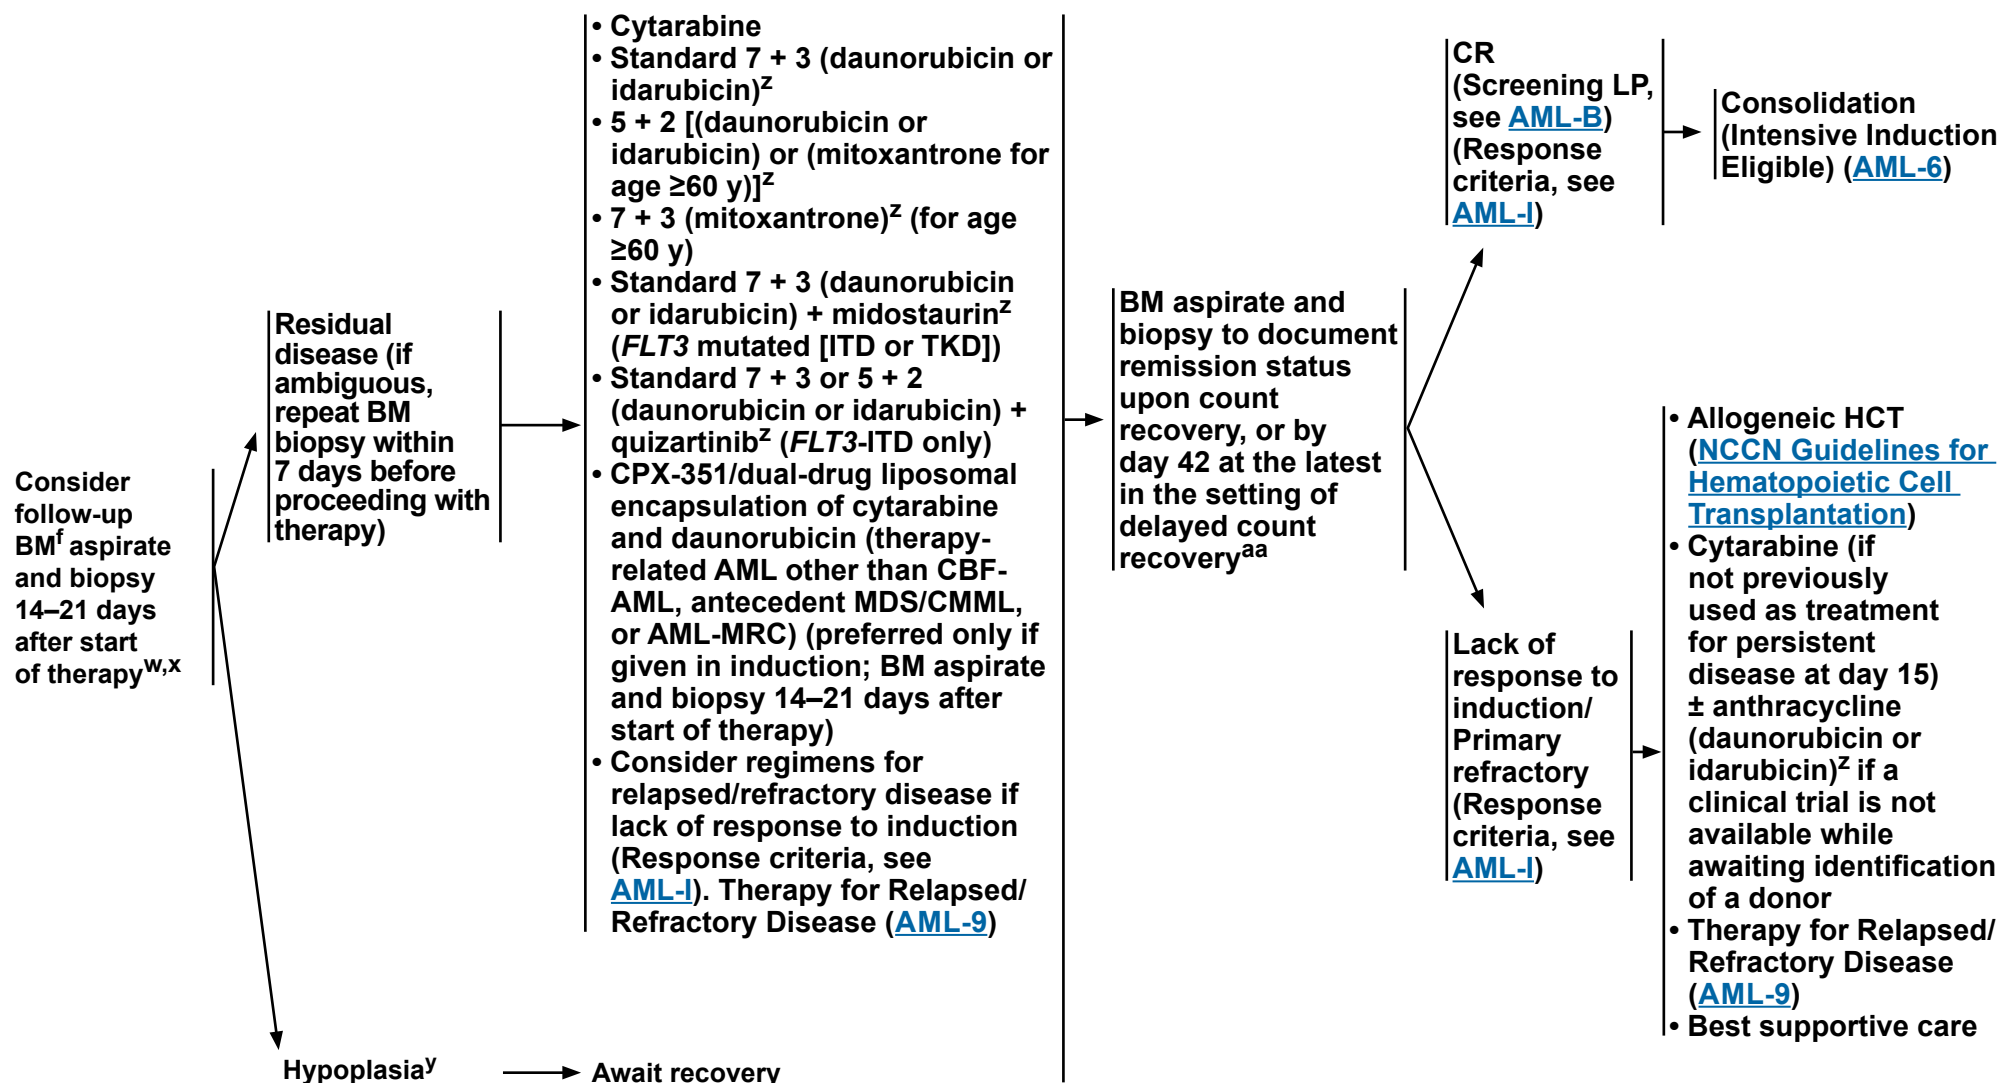 Consider
follow-up
BMf aspirate
and biopsy
14–21 days
after start
of therapyw,x
Residual
disease (if
ambiguous,
repeat BM
biopsy within
7 days before
proceeding with
therapy)
Hypoplasiay
• Cytarabine
• Standard 7 + 3 (daunorubicin or
idarubicin)z
• 5 + 2 [(daunorubicin or
idarubicin) or (mitoxantrone for
age ≥60 y)]z
• 7 + 3 (mitoxantrone)z (for age
≥60 y)
• Standard 7 + 3 (daunorubicin
or idarubicin) + midostaurinz
(FLT3 mutated [ITD or TKD])
• Standard 7 + 3 or 5 + 2
(daunorubicin or idarubicin) +
quizartinibz (FLT3-ITD only)
• CPX-351/dual-drug liposomal
encapsulation of cytarabine
and daunorubicin (therapy-
related AML other than CBF-
AML, antecedent MDS/CMML,
or AML-MRC) (preferred only if
given in induction; BM aspirate
and biopsy 14–21 days after
start of therapy)
• Consider regimens for
relapsed/refractory disease if
lack of response to induction
(Response criteria, see
AML-I). Therapy for Relapsed/
Refractory Disease (AML-9)
Await recovery
BM aspirate and
biopsy to document
remission status
upon count
recovery, or by
day 42 at the latest
in the setting of
delayed count
recoveryaa
CR
(Screening LP,
see AML-B)
(Response
criteria, see
AML-I)
Consolidation
(Intensive Induction
Eligible) (AML-6)
Lack of
response to
induction/
Primary
refractory
(Response
criteria, see
AML-I)
• Allogeneic HCT
(NCCN Guidelines for
Hematopoietic Cell
Transplantation)
• Cytarabine (if
not previously
used as treatment
for persistent
disease at day 15)
± anthracycline
(daunorubicin or
idarubicin)z if a
clinical trial is not
available while
awaiting identification
of a donor
• Therapy for Relapsed/
Refractory Disease
(AML-9)
• Best supportive care